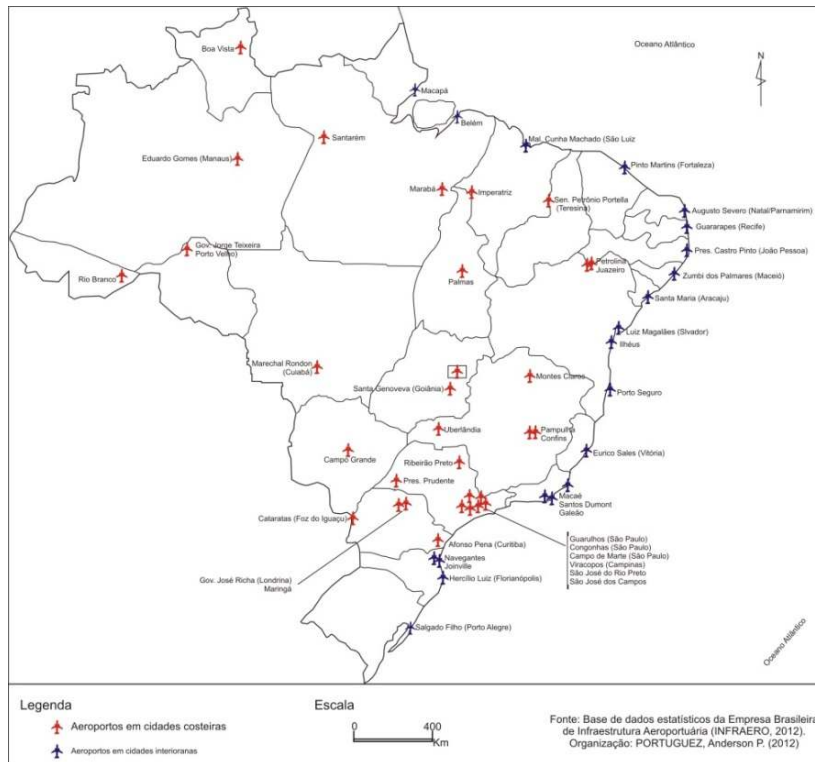 Oceano Atlântico
N
Boa Vista
Macapá
Belém
Santarém
Mal. Cunha Machado (São Luiz
Eduardo Gomes (Manaus)
Pinto Martins (Fortaleza)
Marabá
Imperatriz
Sen. Petrônio Portella
(Teresina)
Augusto Severo (Natal/Parnamirim)
Guararapes (Recife)
Gov. Jorge Teixeira
Porto Velho)
Pres. Castro Pinto (João Pessoa)
Rio Branco
Palmas
Petrolina
Juazeiro
Zumbi dos Palmares (Maceió)
Santa Maria (Aracaju)
Luiz Magalães (Slvador)
Ilhéus
Marechal Rondon
(Cuiabá)
Santa Genoveva (Goiânia)
Montes Claros
Porto Seguro
Uberlândia
Pampulha
Confins
Eurico Sales (Vitória)
Campo Grande
Ribeirão Preto
Pres. Prudente
Macaé
Santos Dumont
Galeão
Cataratas (Foz do Iguaçu)
Afonso Pena (Curitiba)
Guarulhos (São Paulo)
Congonhas (São Paulo)
Campo de Marte (São Paulo)
Viracopos (Campinas)
São José do Rio Preto
São José dos Campos
Navegantes
Joinville
Gov. José Richa (Londrina)
Maringá
Hercílio Luiz (Florianópolis)
Salgado Filho (Porto Alegre)
Oceano Atlântico
Legenda
Aeroportos em cidades costeiras
Aeroportos em cidades interioranas
Escala
0 400
Km
Fonte: Base de dados estatísticos da Empresa Brasileira
de Infraestrutura Aeroportuária (INFRAERO, 2012).
Organização: PORTUGUEZ, Anderson P. (2012)